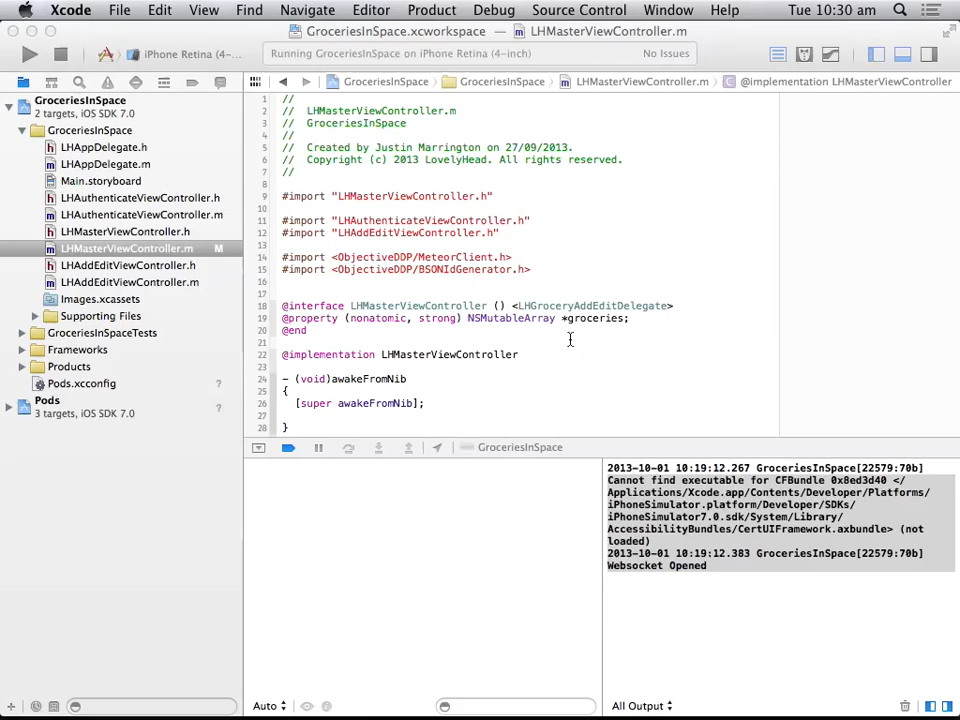 Xcode File Edit View Find Navigate Editor Product Debug Source Control Window Help Tue 10:30 am
GroceriesInSpace.xcworkspace — LHMasterViewController.m
iPhone Retina (4-... Running GroceriesInSpace on iPhone Retina (4-inch) No Issues
GroceriesInSpace GroceriesInSpace LHMasterViewController.m @implementation LHMasterViewController
GroceriesInSpace
2 targets, iOS SDK 7.0
GroceriesInSpace
LHAppDelegate.h
LHAppDelegate.m
Main.storyboard
LHAuthenticateViewController.h
LHAuthenticateViewController.m
LHMasterViewController.h
LHMasterViewController.m M
LHAddEditViewController.h
LHAddEditViewController.m
Images.xcassets
Supporting Files
GroceriesInSpaceTests
Frameworks
Products
Pods.xcconfig ?
Pods
3 targets, iOS SDK 7.0 ?
1 //
2 // LHMasterViewController.m
3 // GroceriesInSpace
4 //
5 // Created by Justin Marrington on 27/09/2013.
6 // Copyright (c) 2013 LovelyHead. All rights reserved.
7 //
8
9 #import "LHMasterViewController.h"
10
11 #import "LHAuthenticateViewController.h"
12 #import "LHAddEditViewController.h"
13
14 #import <ObjectiveDDP/MeteorClient.h>
15 #import <ObjectiveDDP/BSONIdGenerator.h>
16
17
18 @interface LHMasterViewController () <LHGroceryAddEditDelegate>
19 @property (nonatomic, strong) NSMutableArray *groceries;
20 @end
21
22 @implementation LHMasterViewController
23
24 - (void)awakeFromNib
25 {
26 [super awakeFromNib];
27
28 }
GroceriesInSpace
2013-10-01 10:19:12.267 GroceriesInSpace[22579:70b]
Cannot find executable for CFBundle 0x8ed3d40 </
Applications/Xcode.app/Contents/Developer/Platforms/
iPhoneSimulator.platform/Developer/SDKs/
iPhoneSimulator7.0.sdk/System/Library/
AccessibilityBundles/CertUIFramework.axbundle> (not
loaded)
2013-10-01 10:19:12.383 GroceriesInSpace[22579:70b]
Websocket Opened
Auto
All Output